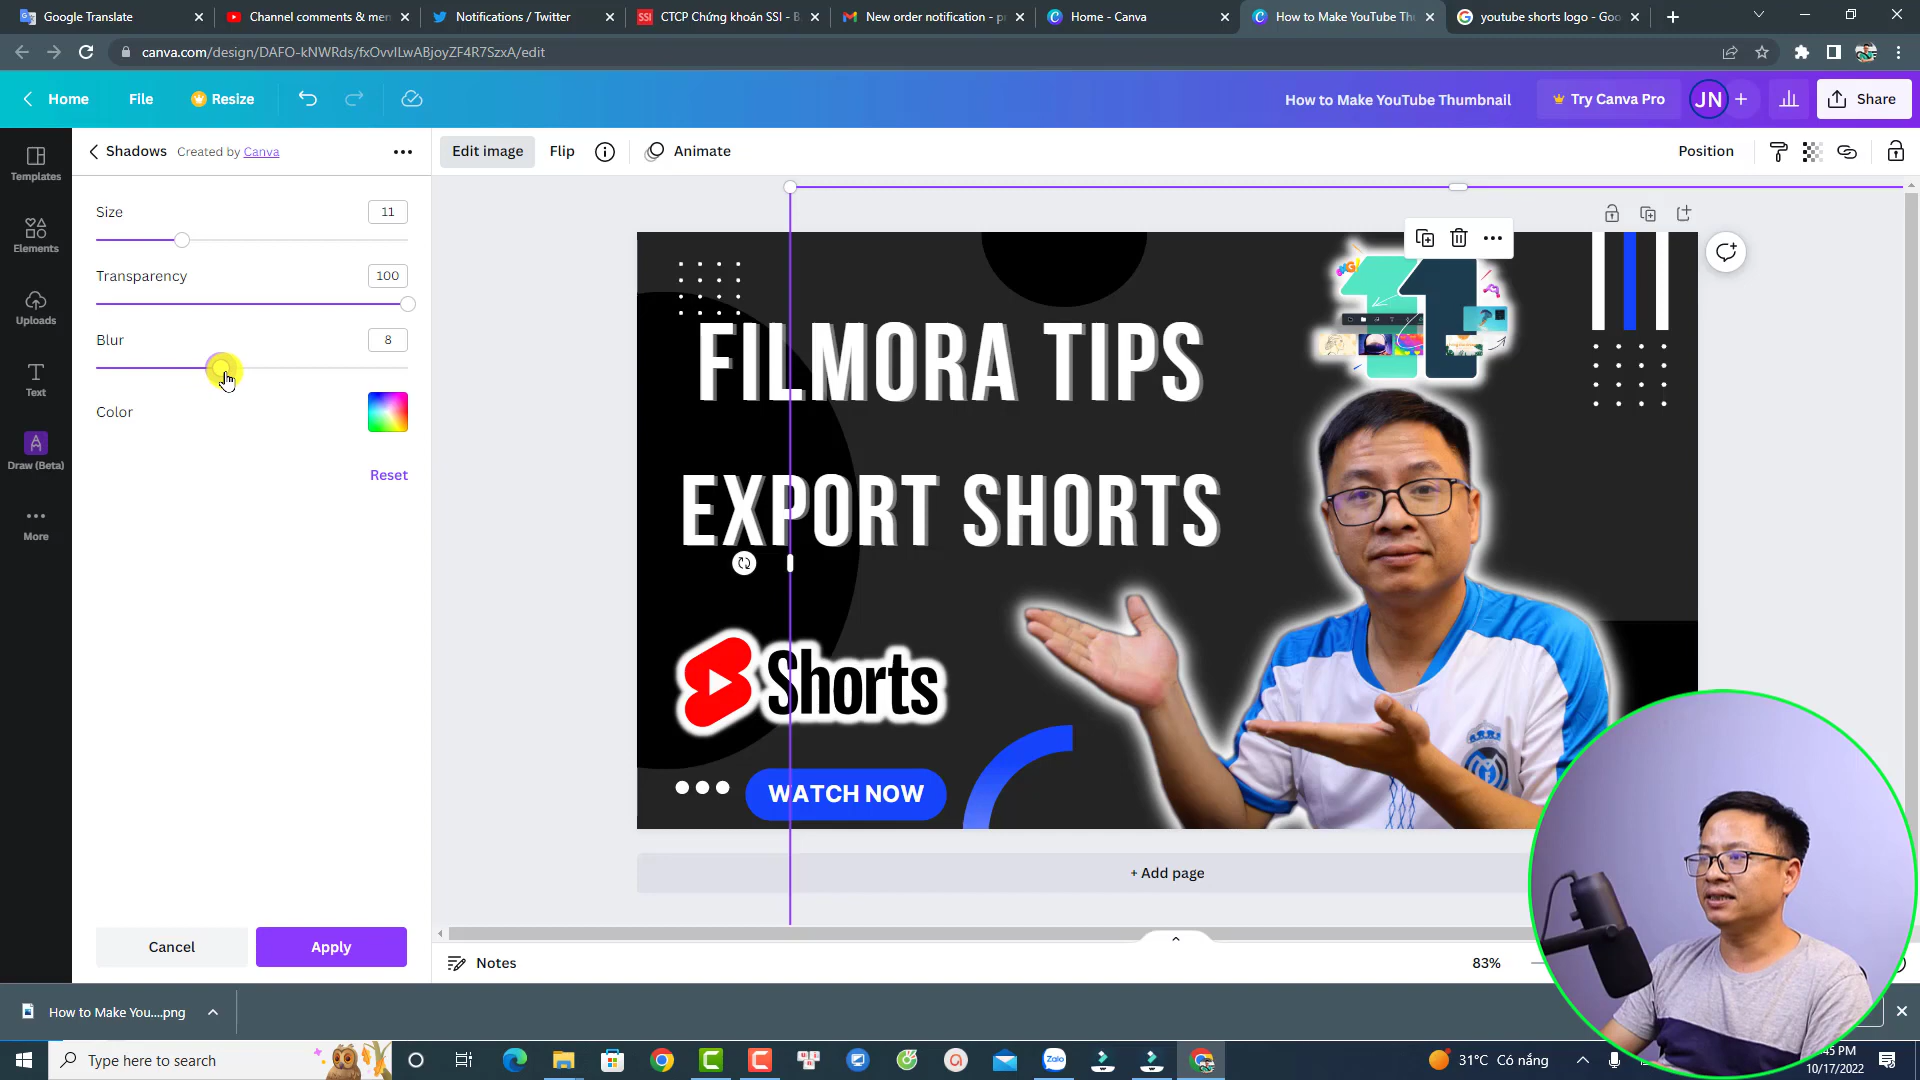 Google Translate
Channel comments & men
Notifications / Twitter
CTCP Chứng khoán SSI - B
New order notification - p
Home - Canva
How to Make YouTube Th
youtube shorts logo - Goo
canva.com/design/DAFO-kNWRds/fxOvvILwABjoyZF4R7SzxA/edit
Home
File
Resize
How to Make YouTube Thumbnail
Try Canva Pro
JN
Share
Templates
Elements
Uploads
Text
Draw (Beta)
More
Shadows
Created by Canva
Size
11
Transparency
100
Blur
8
Color
Reset
Cancel
Apply
Edit image
Flip
Animate
Position
FILMORA TIPS
EXPORT SHORTS
Shorts
WATCH NOW
+ Add page
Notes
83%
How to Make You....png
Type here to search
Zalo
31°C Có nắng
45 PM
10/17/2022